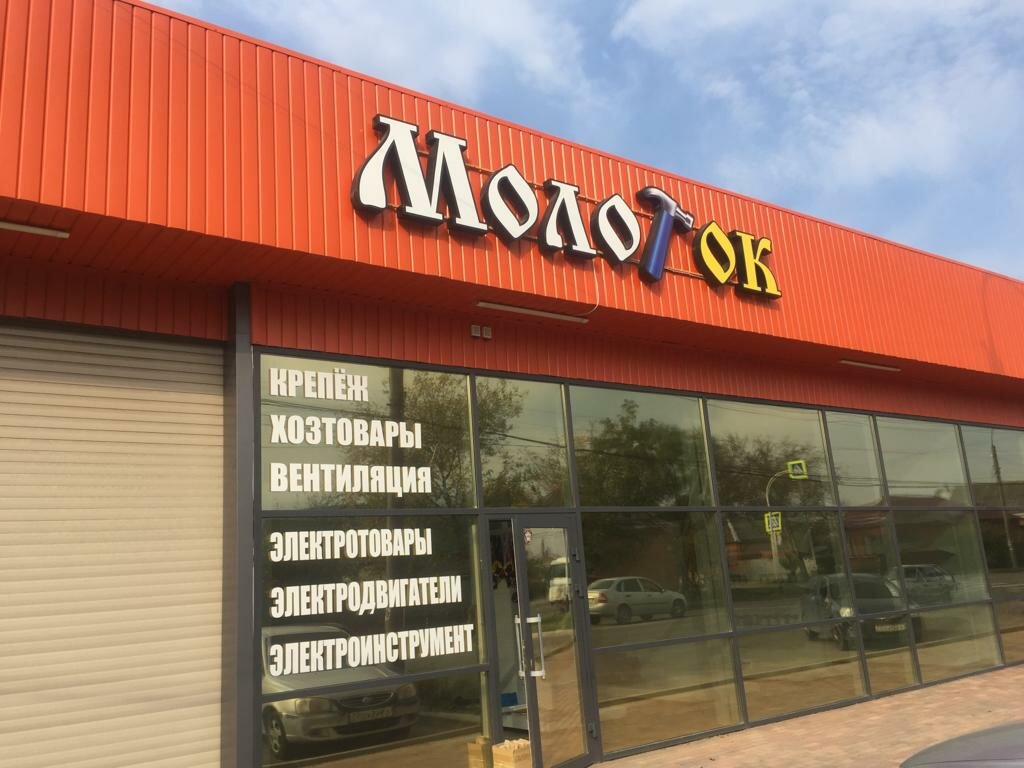 Молоток
КРЕПЁЖ
ХОЗТОВАРЫ
ВЕНТИЛЯЦИЯ
ЭЛЕКТРОТОВАРЫ
ЭЛЕКТРОДВИГАТЕЛИ
ЭЛЕКТРОИНСТРУМЕНТ